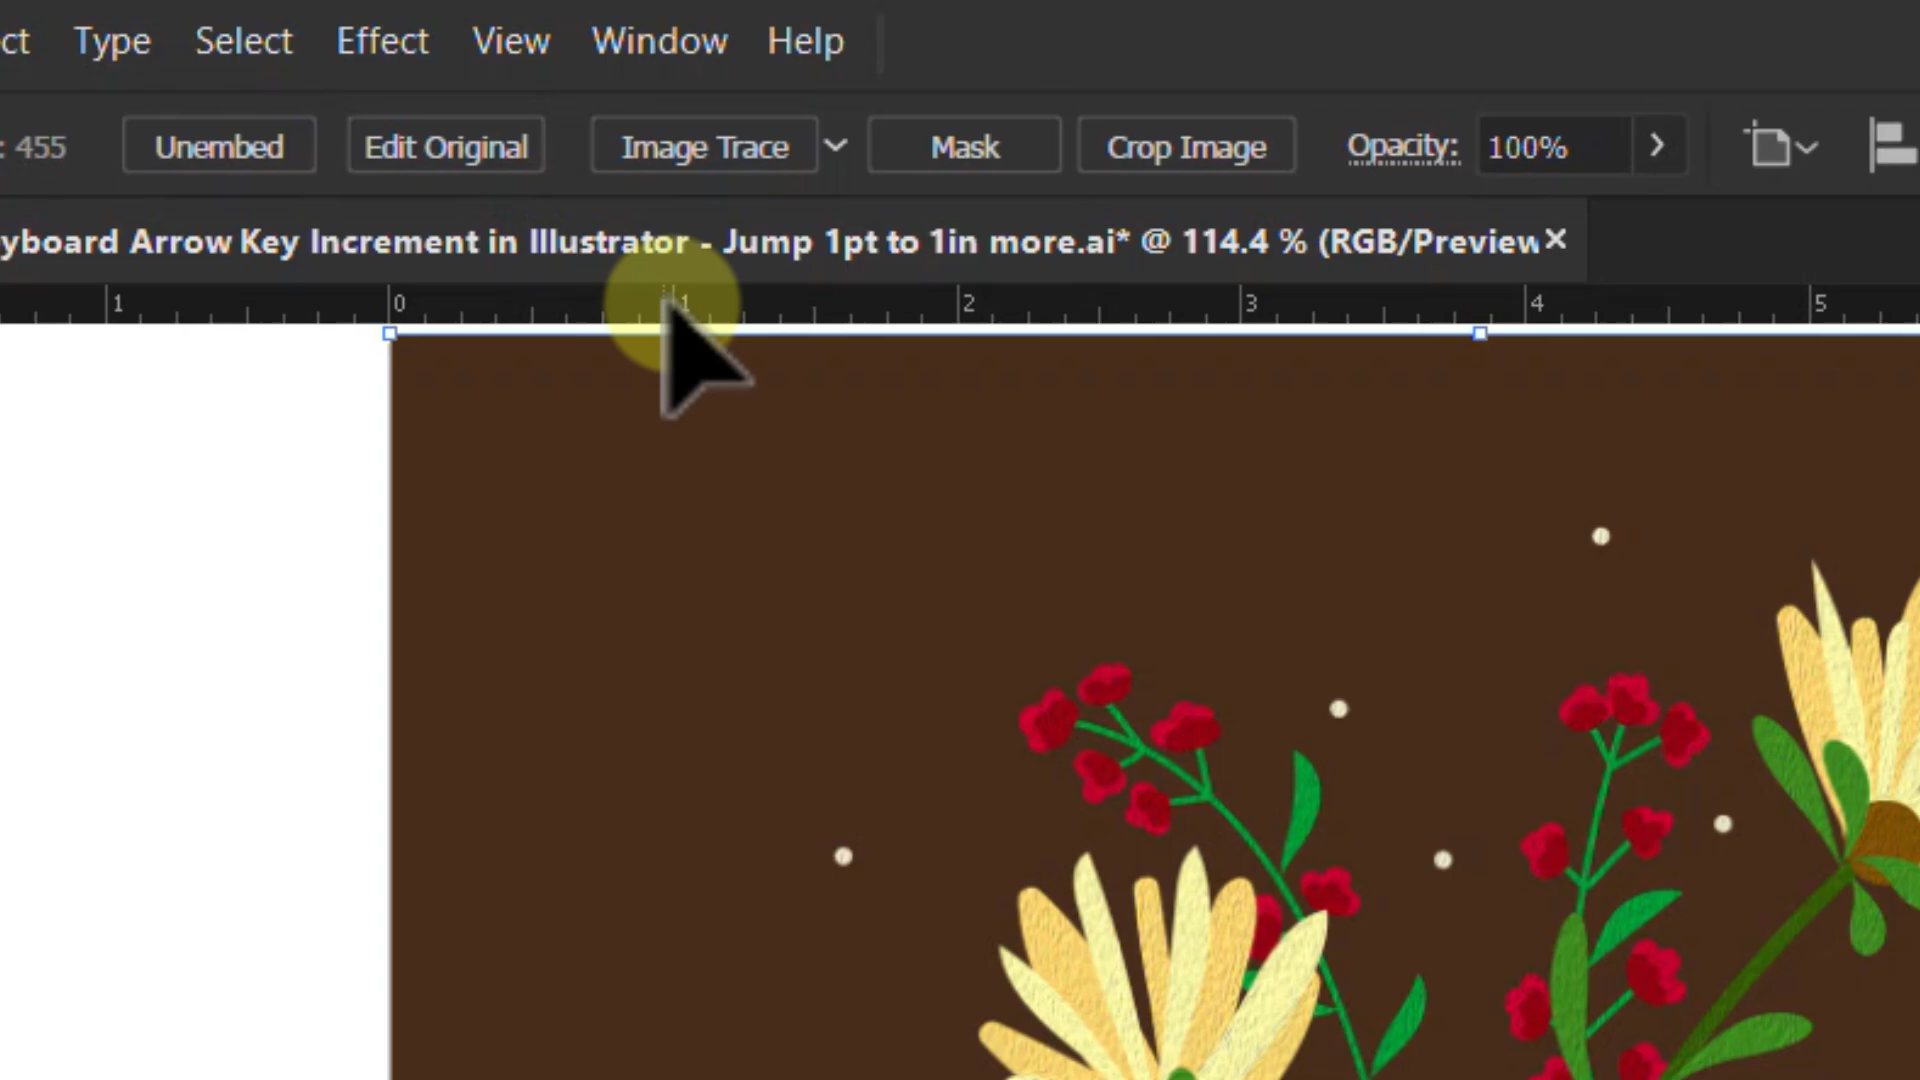 ct Type Select Effect View Window Help
: 455 Unembed Edit Original Image Trace Mask Crop Image Opacity: 100%
yboard Arrow Key Increment in Illustrator - Jump 1pt to 1in more.ai* @ 114.4 % (RGB/Preview
1 0 1 2 3 4 5